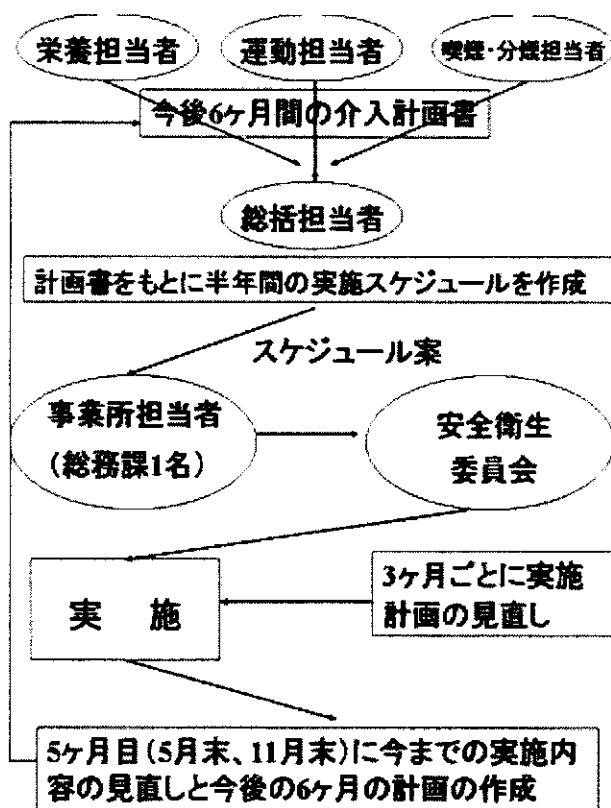 栄養担当者
運動担当者
喫煙・分煙担当者
今後6ヶ月間の介入計画書
総括担当者
計画書をもとに半年間の実施スケジュールを作成
スケジュール案
事業所担当者
(総務課1名)
安全衛生
委員会
3ヶ月ごとに実施
計画の見直し
実 施
5ヶ月目(5月末、11月末)に今までの実施内
容の見直しと今後の6ヶ月の計画の作成